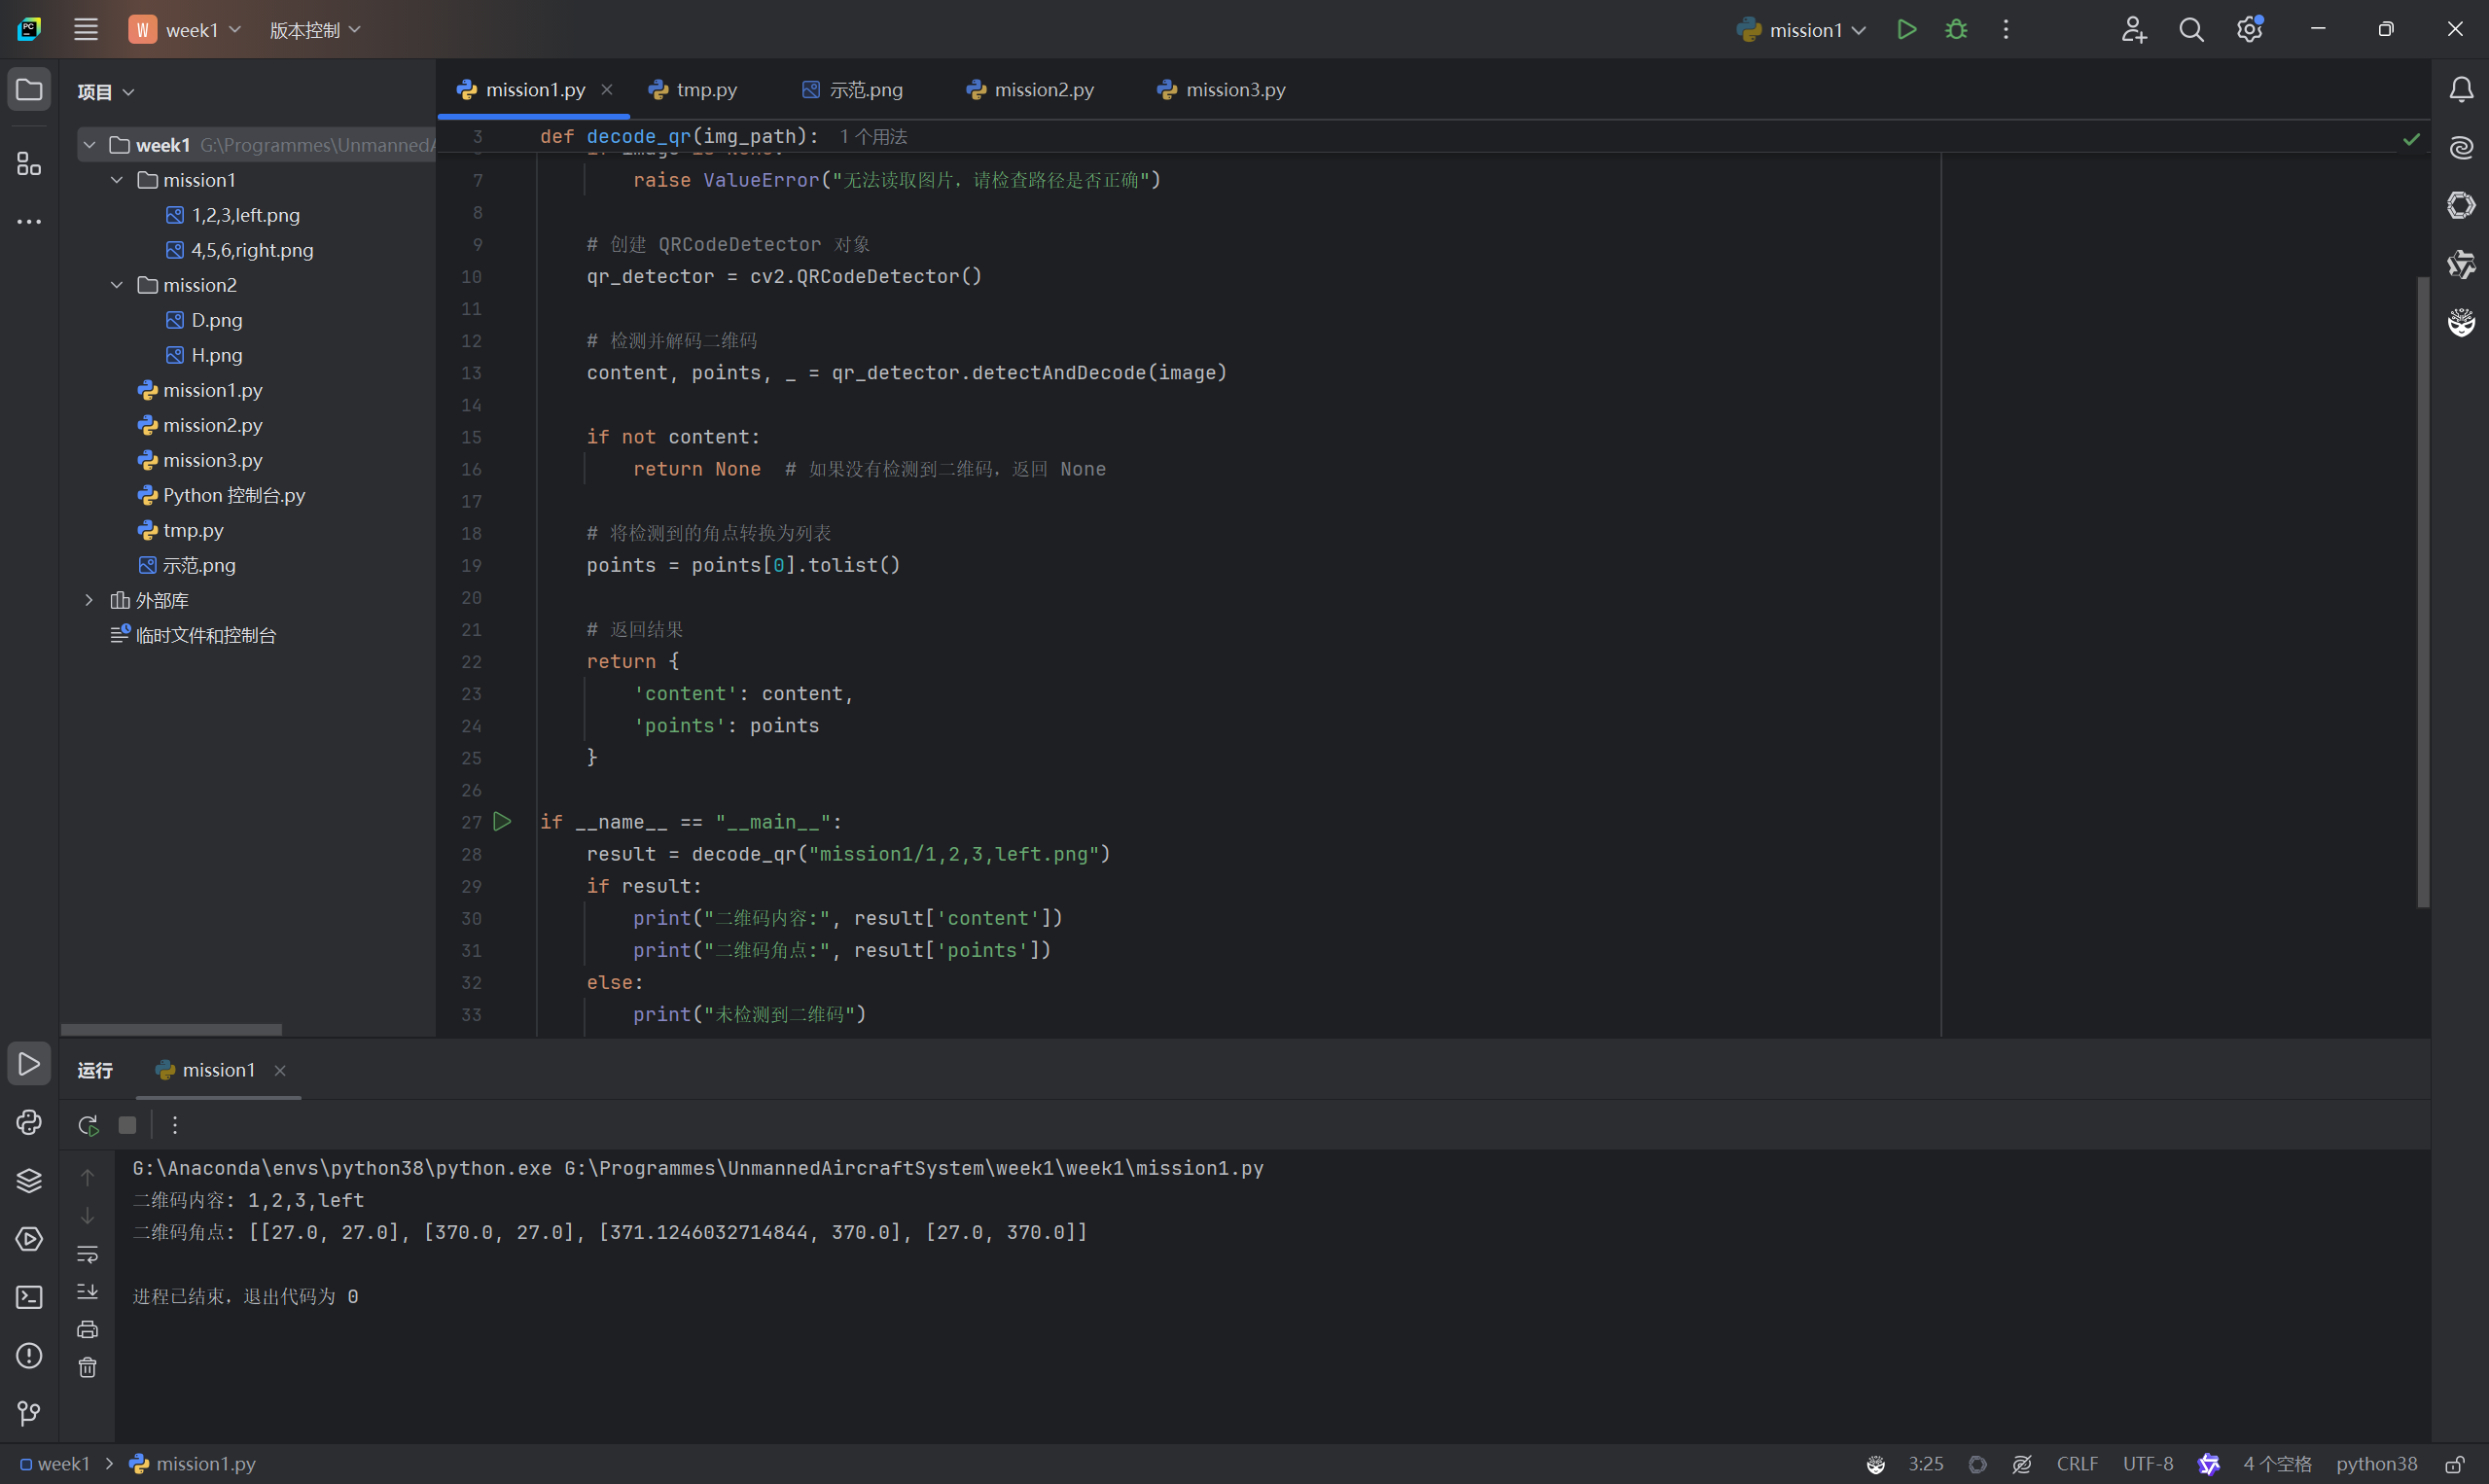 W week1 版本控制 mission1
项目
week1 G:\Programmes\UnmannedA
mission1
1,2,3,left.png
4,5,6,right.png
mission2
D.png
H.png
mission1.py
mission2.py
mission3.py
Python 控制台.py
tmp.py
示范.png
外部库
临时文件和控制台
mission1.py tmp.py 示范.png mission2.py mission3.py
3 def decode_qr(img_path): 1 个用法
7 raise ValueError("无法读取图片，请检查路径是否正确")
8
9 # 创建 QRCodeDetector 对象
10 qr_detector = cv2.QRCodeDetector()
11
12 # 检测并解码二维码
13 content, points, _ = qr_detector.detectAndDecode(image)
14
15 if not content:
16 return None # 如果没有检测到二维码，返回 None
17
18 # 将检测到的角点转换为列表
19 points = points[0].tolist()
20
21 # 返回结果
22 return {
23 'content': content,
24 'points': points
25 }
26
27 if __name__ == "__main__":
28 result = decode_qr("mission1/1,2,3,left.png")
29 if result:
30 print("二维码内容:", result['content'])
31 print("二维码角点:", result['points'])
32 else:
33 print("未检测到二维码")
运行 mission1
G:\Anaconda\envs\python38\python.exe G:\Programmes\UnmannedAircraftSystem\week1\week1\mission1.py
二维码内容: 1,2,3,left
二维码角点: [[27.0, 27.0], [370.0, 27.0], [371.1246032714844, 370.0], [27.0, 370.0]]
进程已结束，退出代码为 0
week1 mission1.py 3:25 CRLF UTF-8 4 个空格 python38